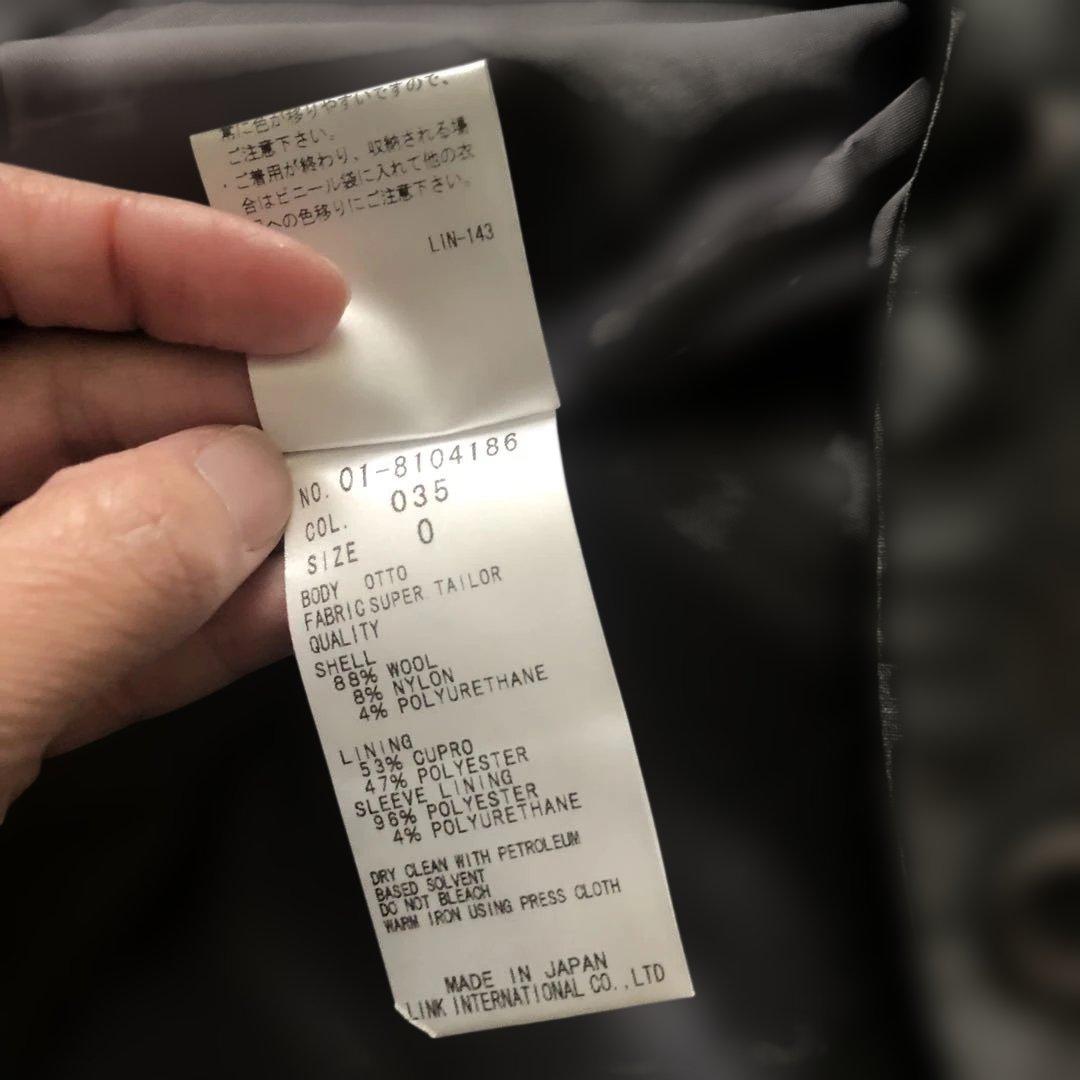 常に色が移りやすいですので、
ご注意下さい。
・ご着用が終わり、収納される場
合はビニール袋に入れて他の衣
への色移りにご注意下さい。
LIN-143
NO. 01-8104186
COL. 035
SIZE 0
BODY OTTO
FABRIC SUPER TAILOR
QUALITY
SHELL
88% WOOL
8% NYLON
4% POLYURETHANE
LINING
53% CUPRO
47% POLYESTER
SLEEVE LINING
96% POLYESTER
4% POLYURETHANE
DRY CLEAN WITH PETROLEUM
BASED SOLVENT
DO NOT BLEACH
WARM IRON USING PRESS CLOTH
MADE IN JAPAN
LINK INTERNATIONAL CO.,LTD